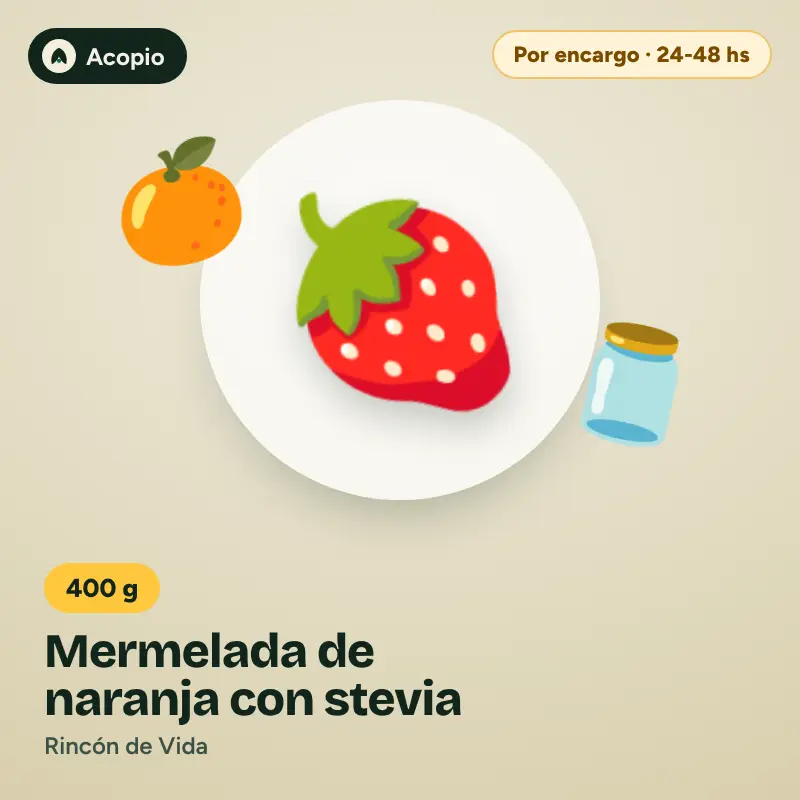 Acopio
Por encargo · 24-48 hs
400 g
Mermelada de
naranja con stevia
Rincón de Vida